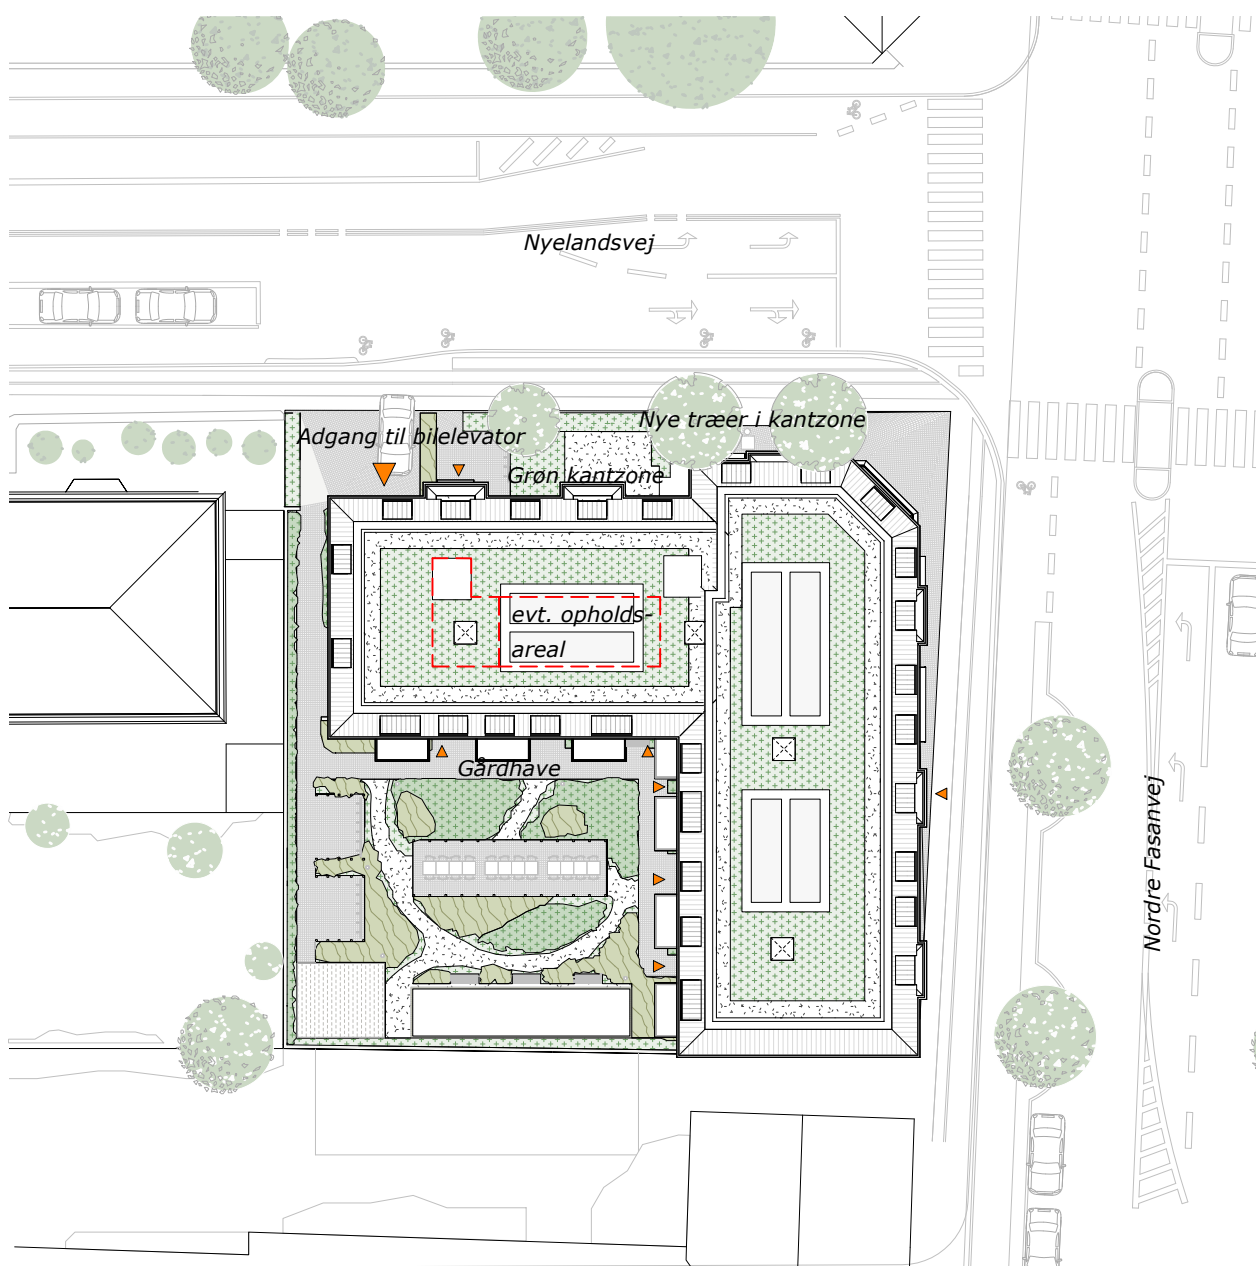 Nyelandsvej
Nye træer i kantzone
Adgang til bilelevator
Grøn kantzone
evt. opholds-
areal
Gårdhave
Nordre Fasanvej